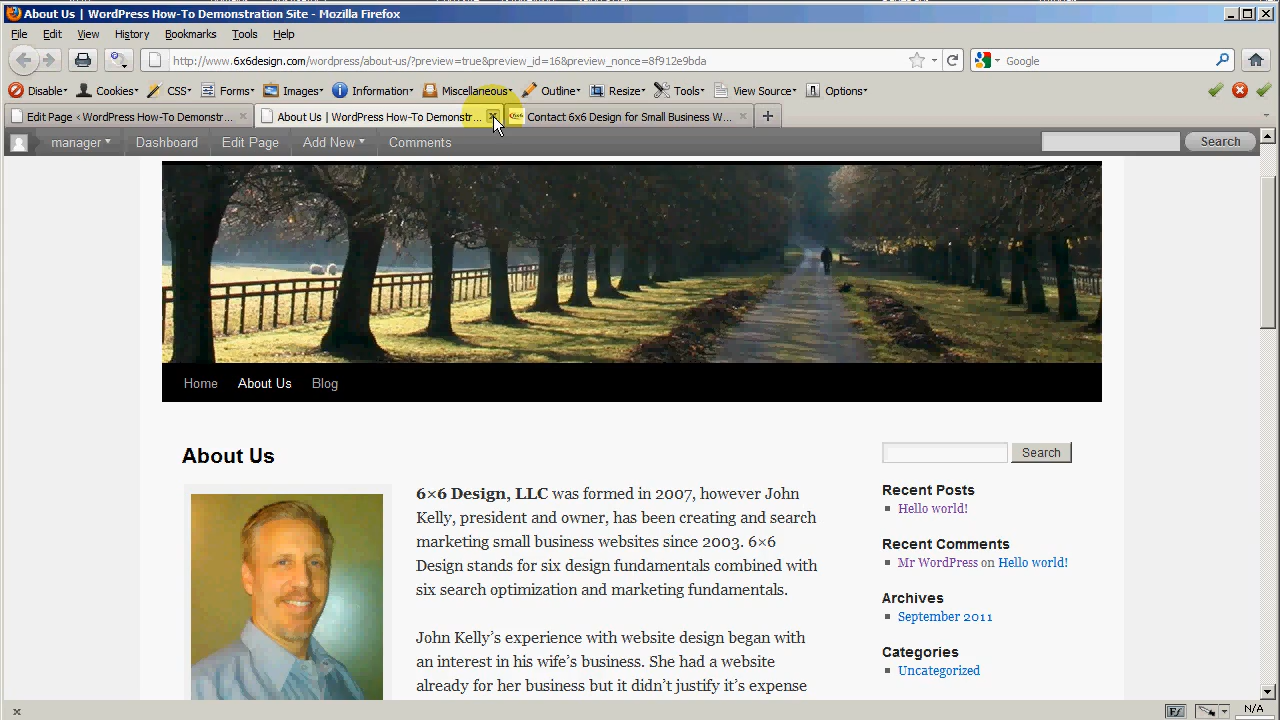 About Us | WordPress How-To Demonstration Site - Mozilla Firefox
File Edit View History Bookmarks Tools Help
http://www.6x6design.com/wordpress/about-us/?preview=true&preview_id=16&preview_nonce=8f912e9bda
Google
Disable Cookies CSS Forms Images Information Miscellaneous Outline Resize Tools View Source Options
Edit Page < WordPress How-To Demonstr...
About Us | WordPress How-To Demonstr...
Contact 6x6 Design for Small Business W...
manager Dashboard Edit Page Add New Comments Search
Home About Us Blog
About Us
6×6 Design, LLC was formed in 2007, however John
Kelly, president and owner, has been creating and search
marketing small business websites since 2003. 6×6
Design stands for six design fundamentals combined with
six search optimization and marketing fundamentals.
John Kelly’s experience with website design began with
an interest in his wife’s business. She had a website
already for her business but it didn’t justify it’s expense
Search
Recent Posts
Hello world!
Recent Comments
Mr WordPress on Hello world!
Archives
September 2011
Categories
Uncategorized
N/A